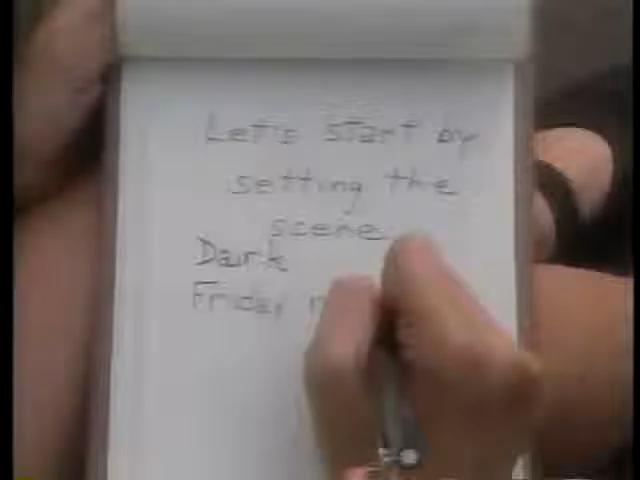 Let's start by
setting the
scene.
Dark
Friday